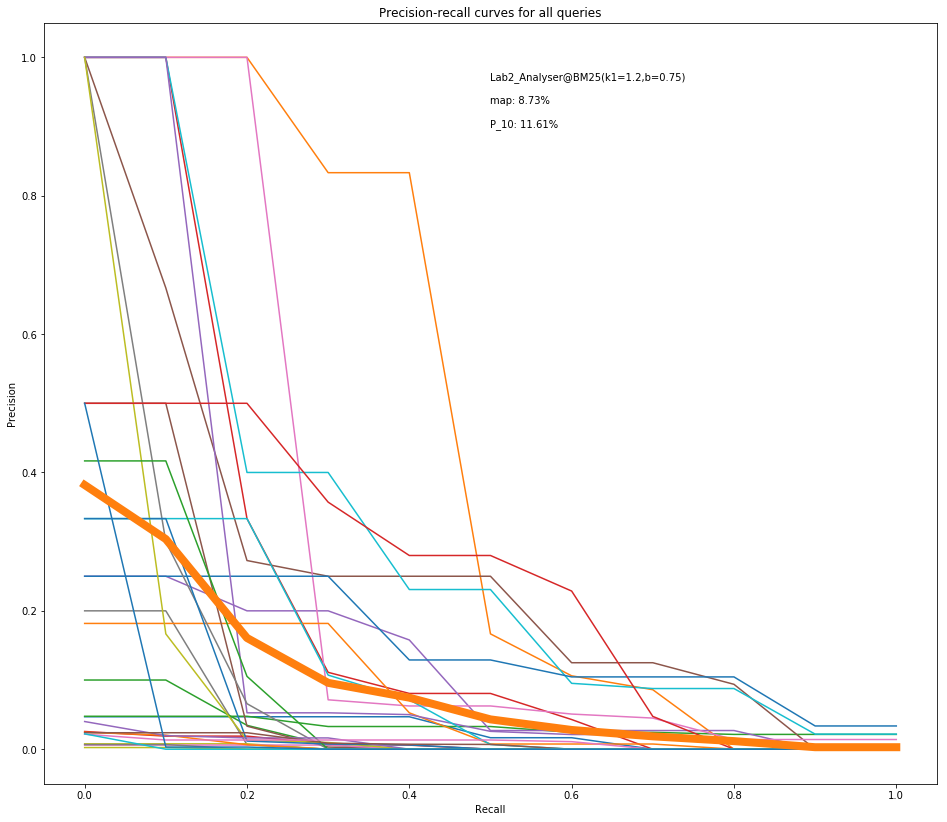 Precision-recall curves for all queries
1.0
Lab2_Analyser@BM25(k1=1.2,b=0.75)
map: 8.73%
P_10: 11.61%
0.8
0.6
Precision
0.4
0.2
0.0
0.0 0.2 0.4 0.6 0.8 1.0
Recall